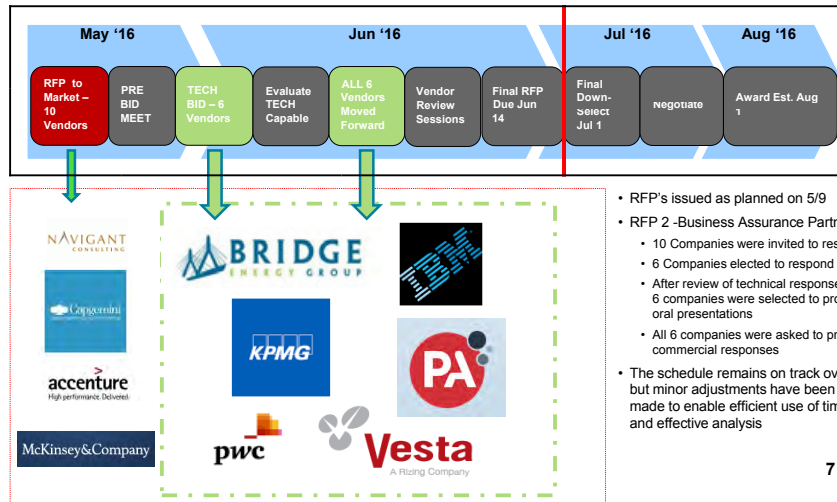 May ‘16
Jun ‘16
Jul ‘16
Aug ‘16
RFP to
Market –
10
Vendors
PRE
BID
MEET
TECH
BID – 6
Vendors
Evaluate
TECH
Capable
ALL 6
Vendors
Moved
Forward
Vendor
Review
Sessions
Final RFP
Due Jun
14
Final
Down-
Select
Jul 1
Negotiate
Award Est. Aug
1
NAVIGANT
CONSULTING
Capgemini
accenture
High performance. Delivered.
McKinsey&Company
BRIDGE
ENERGY GROUP
IBM
KPMG
PA
pwc
Vesta
A Rizing Company
• RFP's issued as planned on 5/9
• RFP 2 -Business Assurance Partn
• 10 Companies were invited to res
• 6 Companies elected to respond
• After review of technical response
6 companies were selected to pro
oral presentations
• All 6 companies were asked to pr
commercial responses
• The schedule remains on track ov
but minor adjustments have been
made to enable efficient use of tim
and effective analysis
7